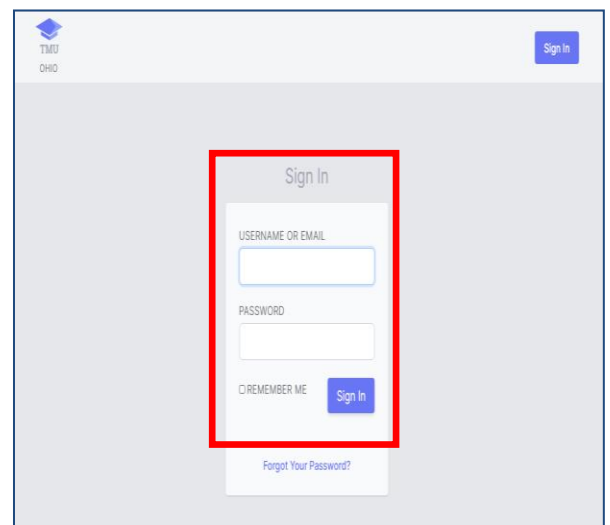 TMU
OHIO
Sign In
Sign In
USERNAME OR EMAIL
PASSWORD
REMEMBER ME
Sign In
Forgot Your Password?